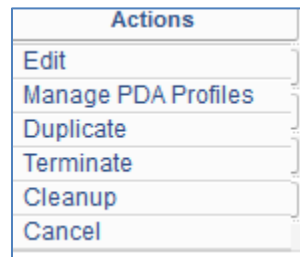 Actions
Edit
Manage PDA Profiles
Duplicate
Terminate
Cleanup
Cancel